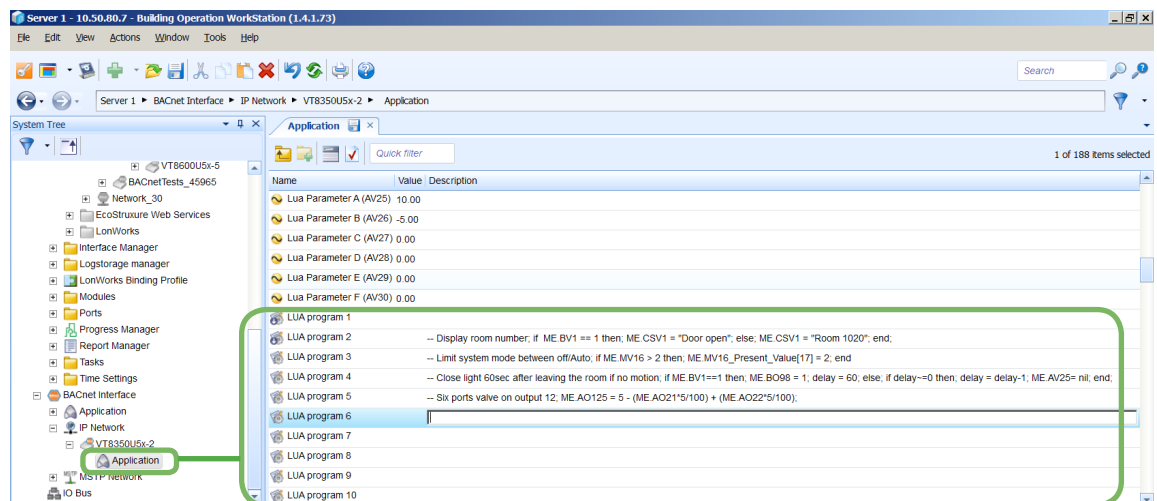 Server 1 - 10.50.80.7 - Building Operation WorkStation (1.4.1.73)
File Edit View Actions Window Tools Help
Search
Server 1 ▸ BACnet Interface ▸ IP Network ▸ VT8350U5x-2 ▸ Application
System Tree
Application
Quick filter
1 of 188 items selected
VT8600U5x-5
BACnetTests_45965
Network_30
EcoStruxure Web Services
LonWorks
Interface Manager
Logstorage manager
LonWorks Binding Profile
Modules
Ports
Progress Manager
Report Manager
Tasks
Time Settings
BACnet Interface
Application
IP Network
VT8350U5x-2
Application
MSTP Network
IO Bus
Name Value Description
Lua Parameter A (AV25) 10.00
Lua Parameter B (AV26) -5.00
Lua Parameter C (AV27) 0.00
Lua Parameter D (AV28) 0.00
Lua Parameter E (AV29) 0.00
Lua Parameter F (AV30) 0.00
LUA program 1
LUA program 2 -- Display room number; if ME.BV1 == 1 then; ME.CSV1 = "Door open"; else; ME.CSV1 = "Room 1020"; end;
LUA program 3 -- Limit system mode between off/Auto; if ME.MV16 > 2 then; ME.MV16_Present_Value[17] = 2; end
LUA program 4 -- Close light 60sec after leaving the room if no motion; if ME.BV1==1 then; ME.BO98 = 1; delay = 60; else; if delay~=0 then; delay = delay-1; ME.AV25= nil; end;
LUA program 5 -- Six ports valve on output 12; ME.AO125 = 5 - (ME.AO21*5/100) + (ME.AO22*5/100);
LUA program 6
LUA program 7
LUA program 8
LUA program 9
LUA program 10